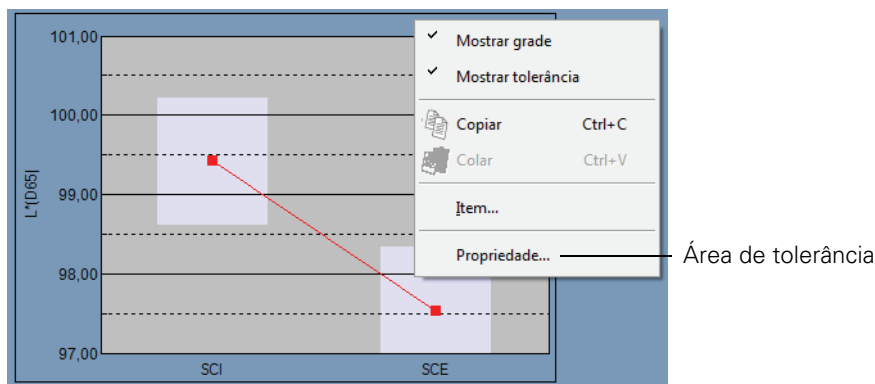 101,00
100,00
99,00
98,00
97,00
L*[D65]
SCI
SCE
Mostrar grade
Mostrar tolerância
Copiar Ctrl+C
Colar Ctrl+V
Item...
Propriedade...
Área de tolerância